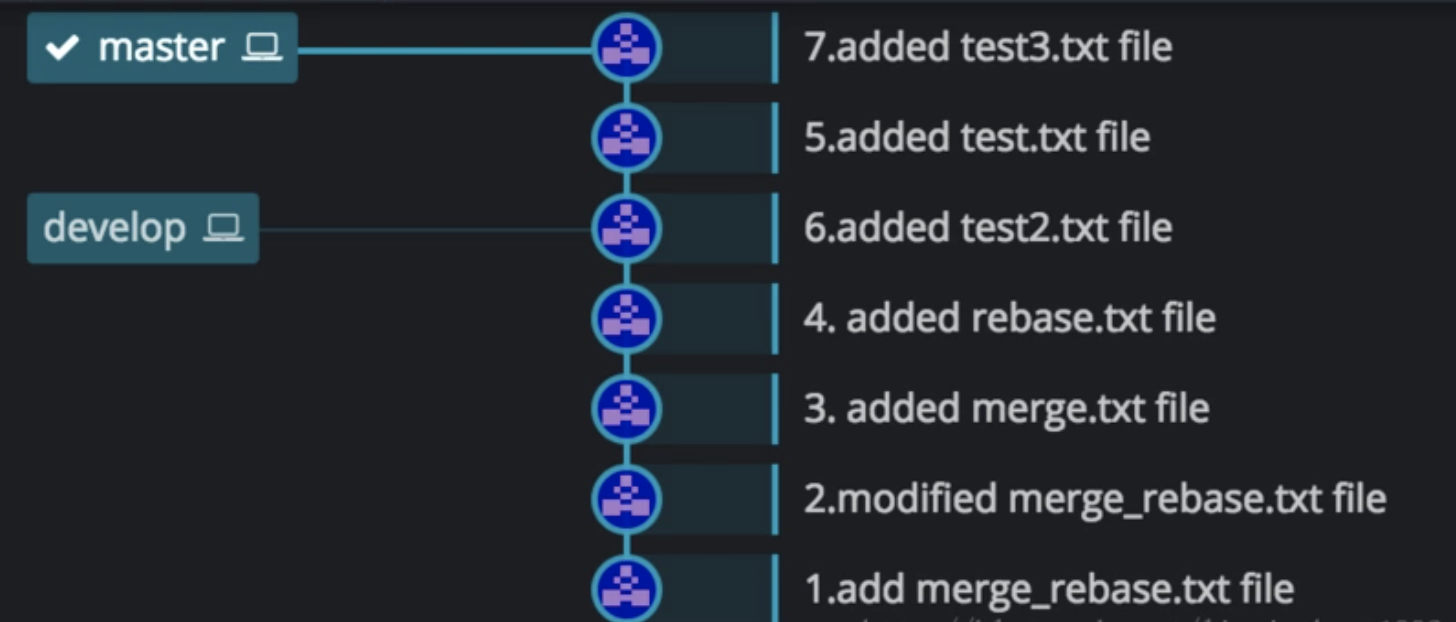 master
7.added test3.txt file
5.added test.txt file
develop
6.added test2.txt file
4. added rebase.txt file
3. added merge.txt file
2.modified merge_rebase.txt file
1.add merge_rebase.txt file